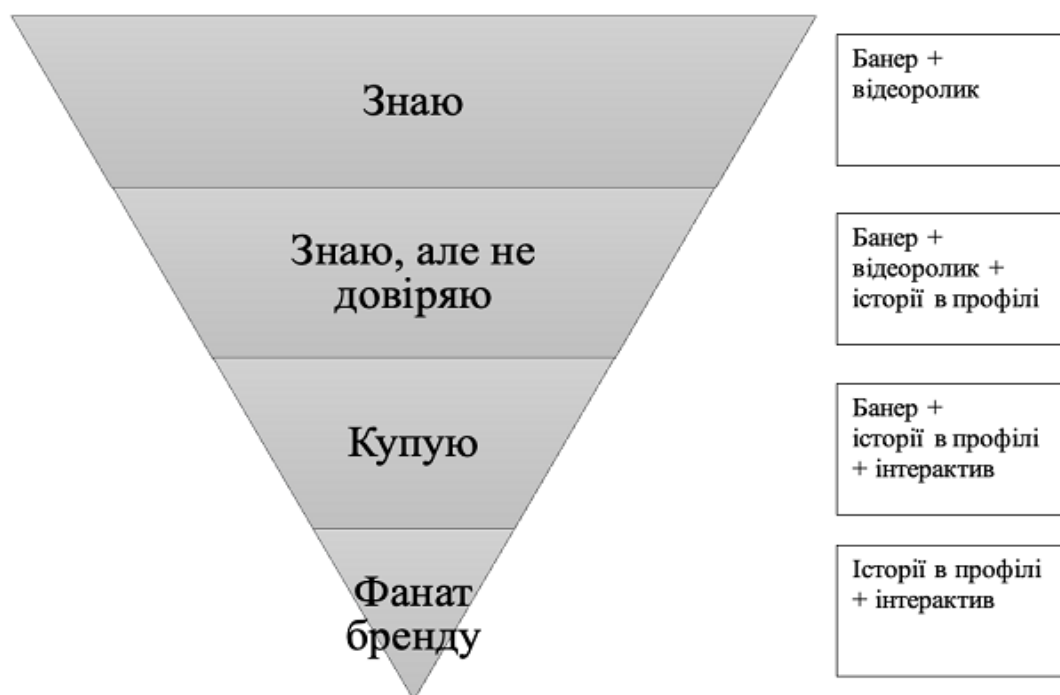 Знаю
Банер +
відеоролик
Знаю, але не
довіряю
Банер +
відеоролик +
історії в профілі
Купую
Банер +
історії в профілі
+ інтерактив
Фанат
бренду
Історії в профілі
+ інтерактив